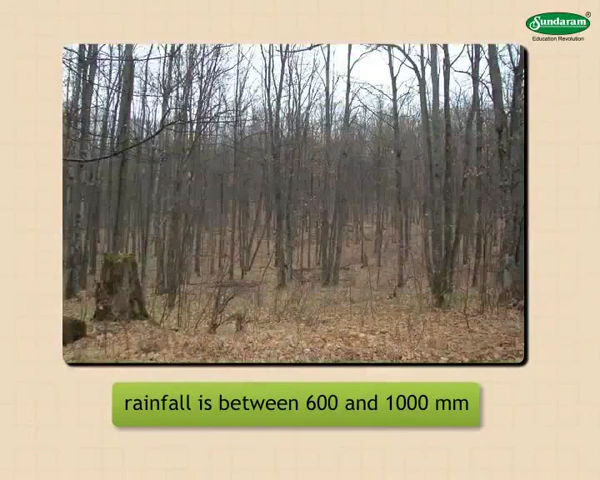 Sundaram®
Education Revolution
rainfall is between 600 and 1000 mm